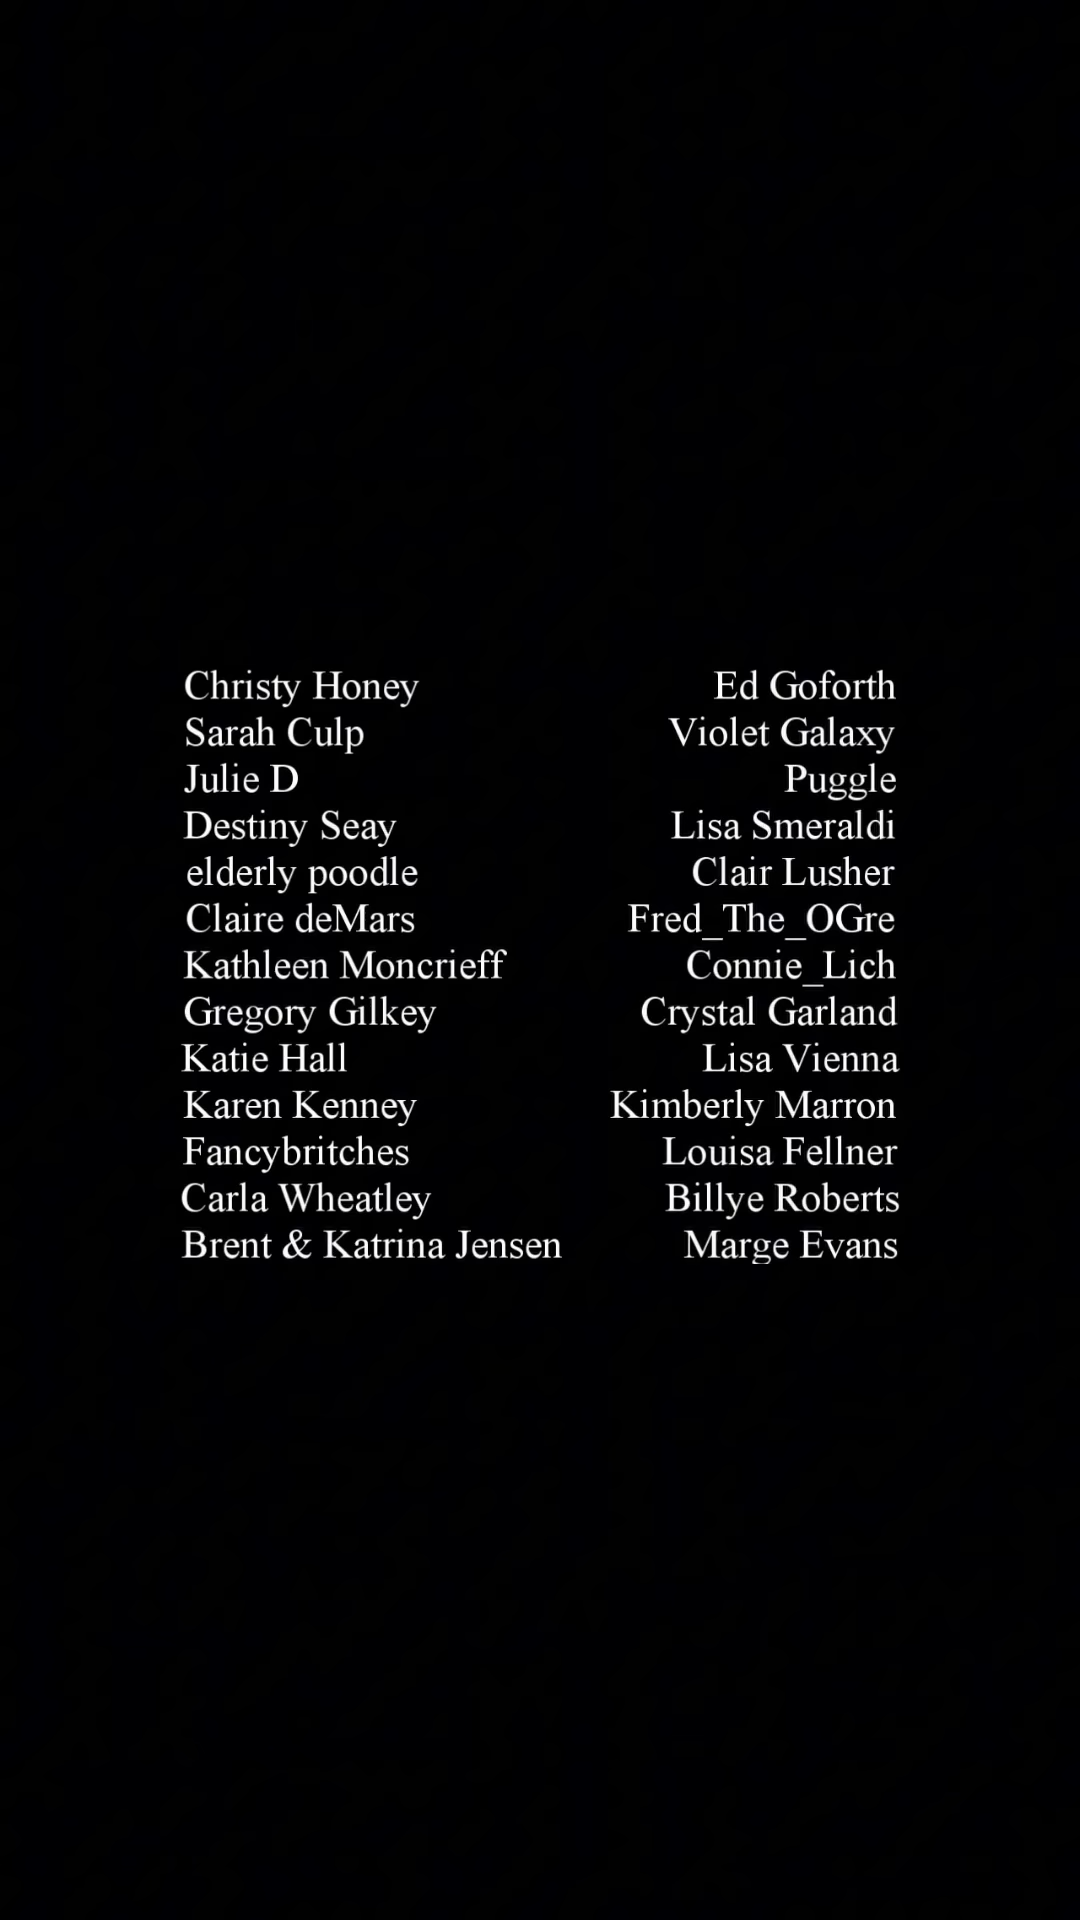 Christy Honey
Sarah Culp
Julie D
Destiny Seay
elderly poodle
Claire deMars
Kathleen Moncrieff
Gregory Gilkey
Katie Hall
Karen Kenney
Fancybritches
Carla Wheatley
Brent & Katrina Jensen
Ed Goforth
Violet Galaxy
Puggle
Lisa Smeraldi
Clair Lusher
Fred_The_OGre
Connie_Lich
Crystal Garland
Lisa Vienna
Kimberly Marron
Louisa Fellner
Billye Roberts
Marge Evans